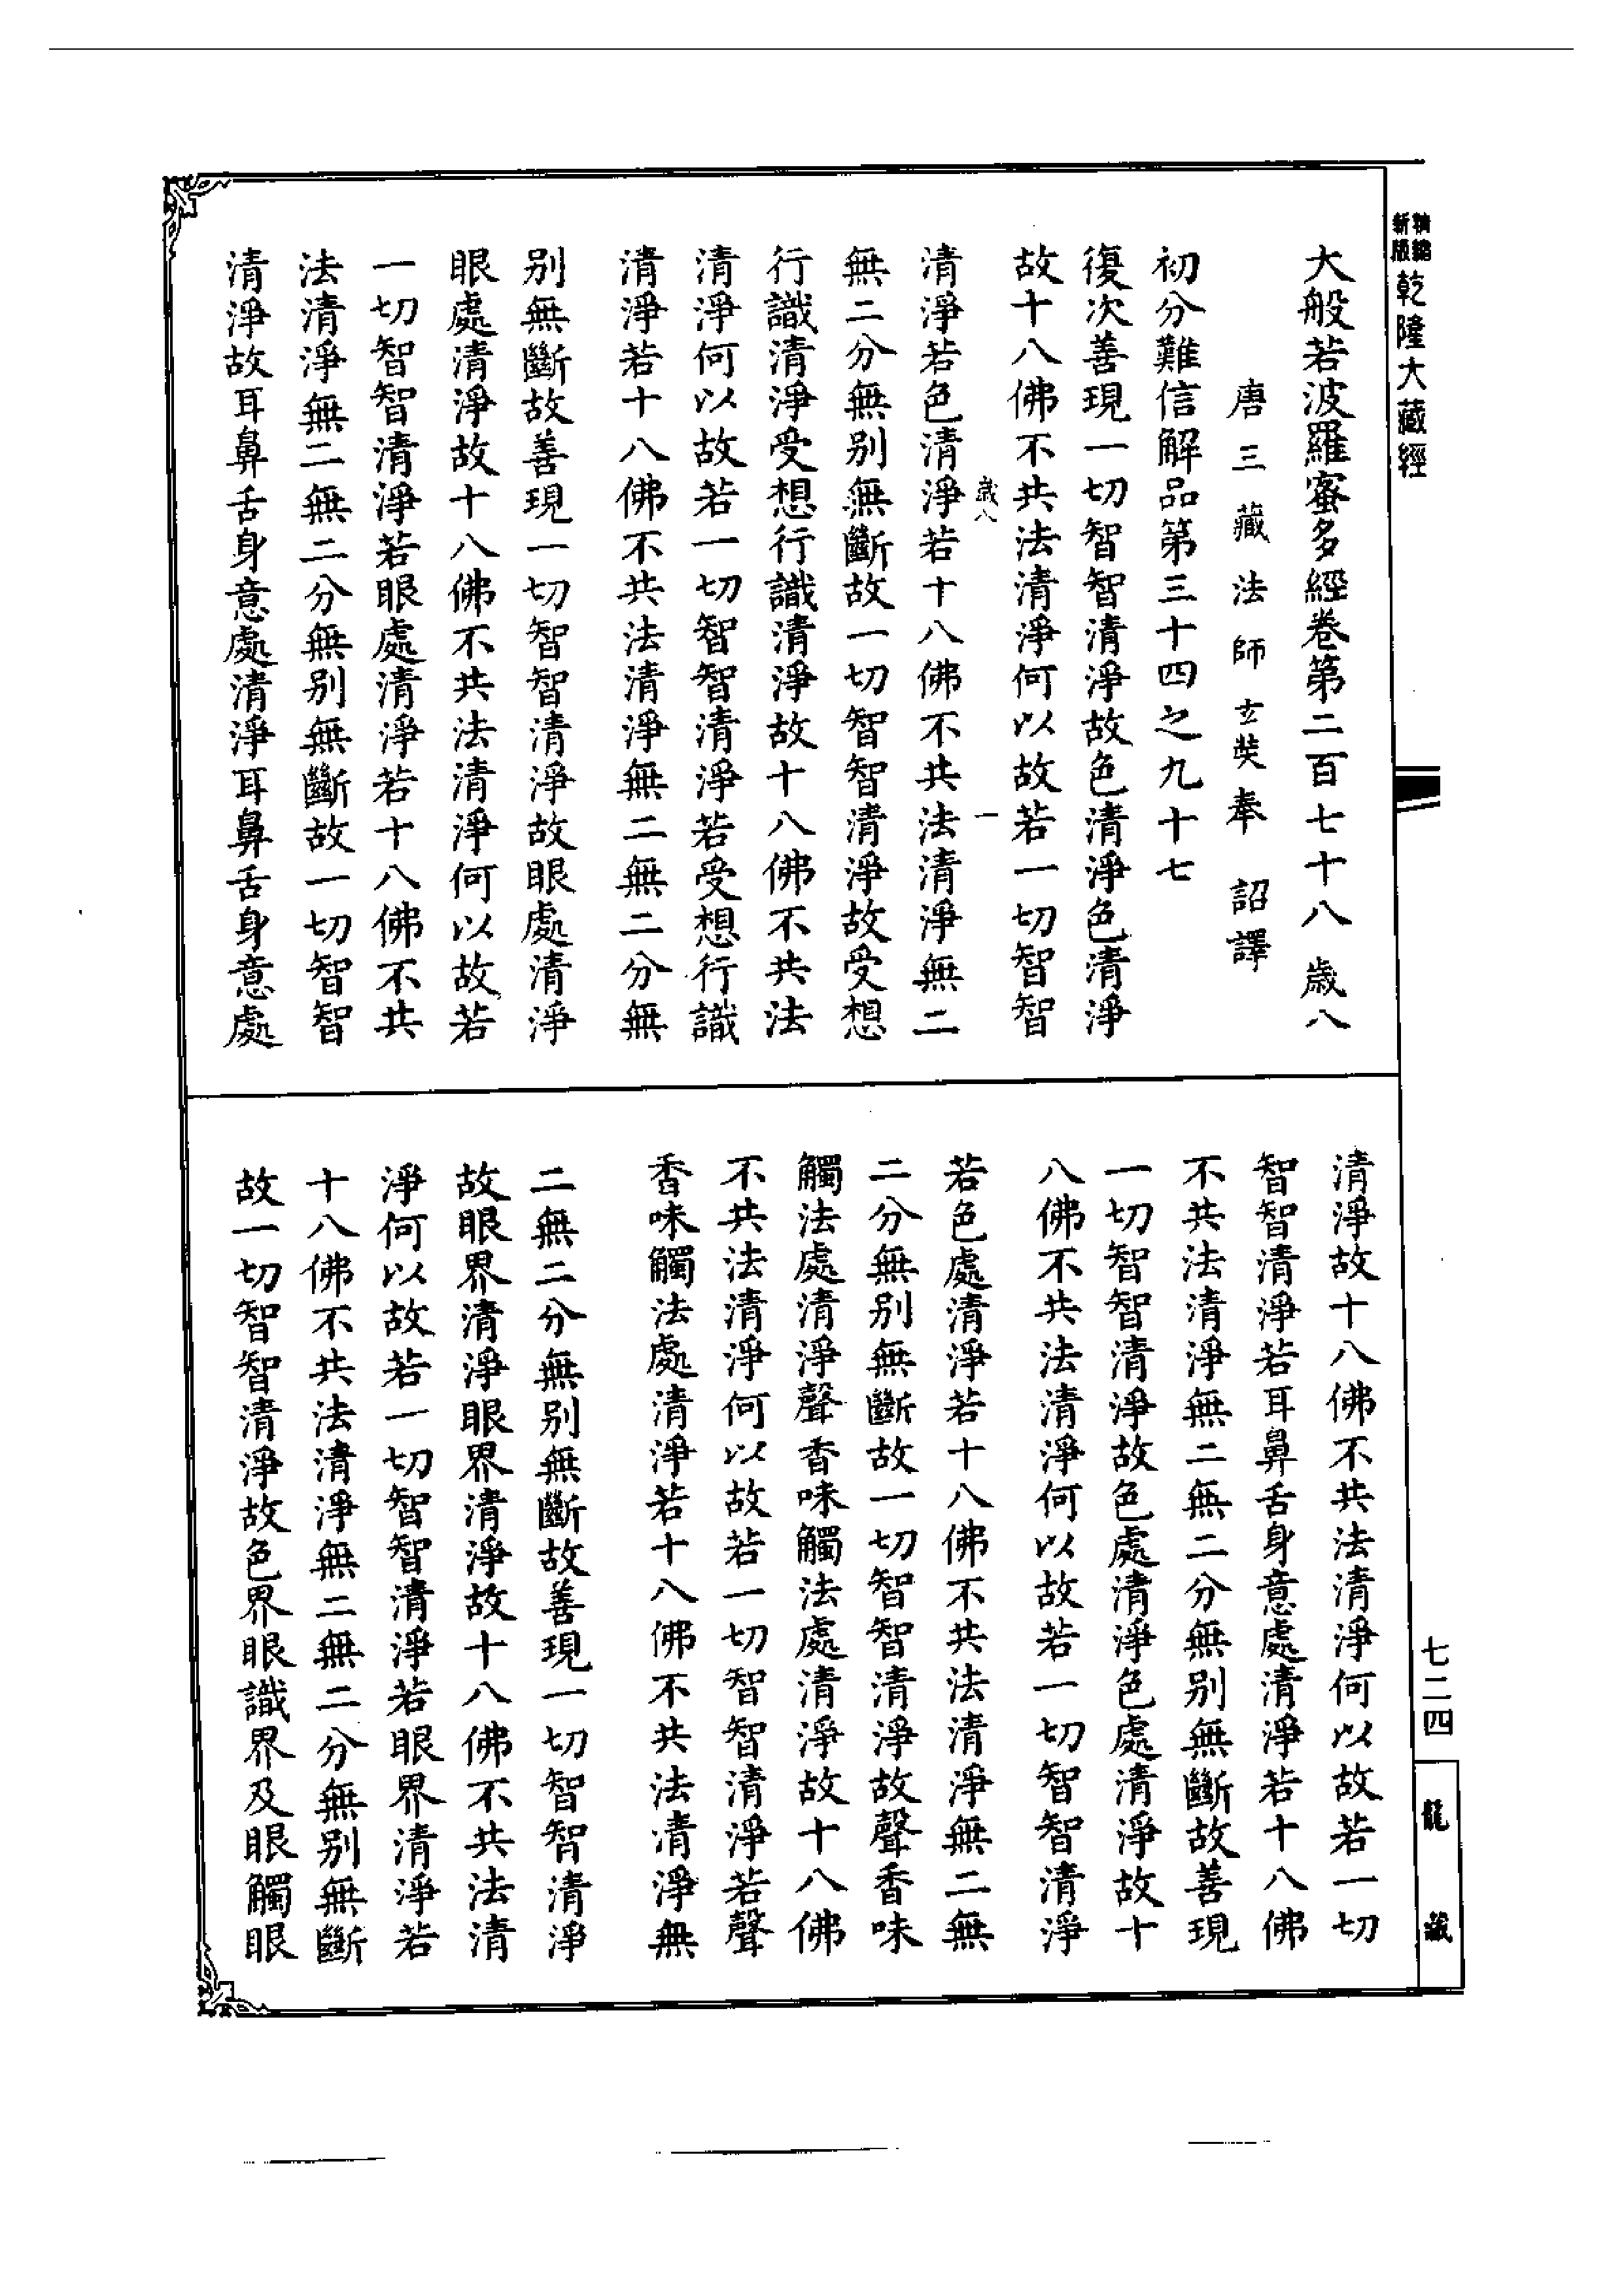 精縮
新版
乾隆大藏經
大般若波羅蜜多經卷第二百七十八 歲八
唐三藏法師玄奘奉 詔譯
初分難信解品第三十四之九十七
復次善現一切智智清淨故色清淨色清淨
故十八佛不共法清淨何以故若一切智智
歲八 一
清淨若色清淨若十八佛不共法清淨無二
無二分無別無斷故一切智智清淨故受想
行識清淨受想行識清淨故十八佛不共法
清淨何以故若一切智智清淨若受想行識
清淨若十八佛不共法清淨無二無二分無
別無斷故善現一切智智清淨故眼處清淨
眼處清淨故十八佛不共法清淨何以故若
一切智智清淨若眼處清淨若十八佛不共
法清淨無二無二分無別無斷故一切智智
清淨故耳鼻舌身意處清淨耳鼻舌身意處
清淨故十八佛不共法清淨何以故若一切
智智清淨若耳鼻舌身意處清淨若十八佛
不共法清淨無二無二分無別無斷故善現
一切智智清淨故色處清淨色處清淨故十
八佛不共法清淨何以故若一切智智清淨
若色處清淨若十八佛不共法清淨無二無
二分無別無斷故一切智智清淨故聲香味
觸法處清淨聲香味觸法處清淨故十八佛
不共法清淨何以故若一切智智清淨若聲
香味觸法處清淨若十八佛不共法清淨無
二無二分無別無斷故善現一切智智清淨
故眼界清淨眼界清淨故十八佛不共法清
淨何以故若一切智智清淨若眼界清淨若
十八佛不共法清淨無二無二分無別無斷
故一切智智清淨故色界眼識界及眼觸眼
七二四
龍藏